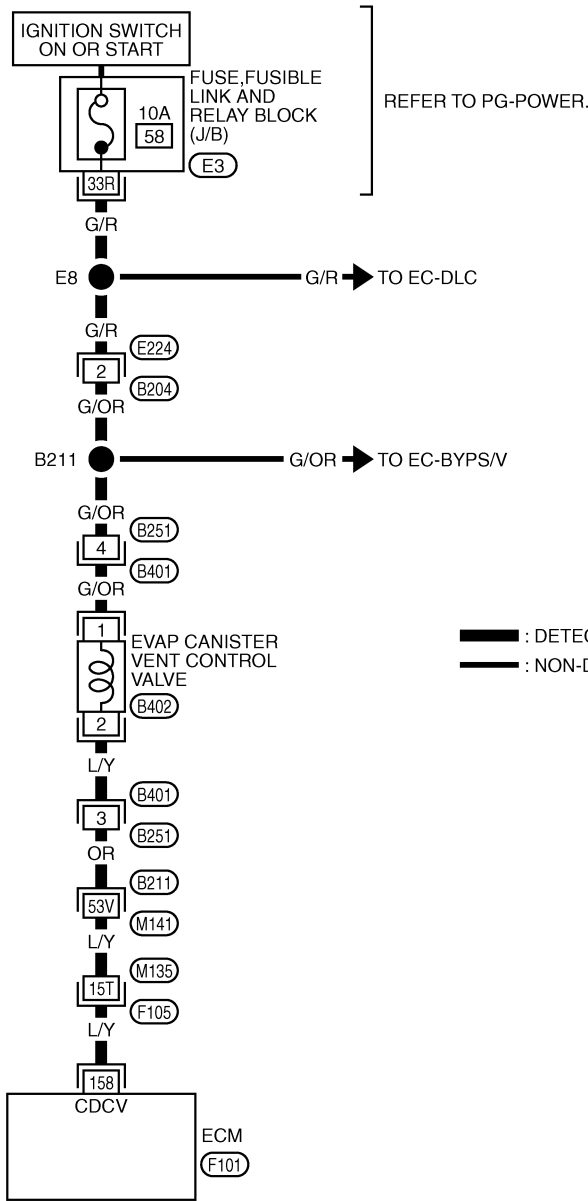 IGNITION SWITCH
ON OR START
FUSE,FUSIBLE
LINK AND
RELAY BLOCK
(J/B)
10A
58
E3
REFER TO PG-POWER.
33R
G/R
E8
G/R
TO EC-DLC
G/R
E224
2
B204
G/OR
B211
G/OR
TO EC-BYPS/V
G/OR
B251
4
B401
G/OR
1
EVAP CANISTER
VENT CONTROL
VALVE
B402
2
: DETEC
: NON-D
L/Y
B401
3
B251
OR
B211
53V
M141
L/Y
M135
15T
F105
L/Y
158
CDCV
ECM
F101